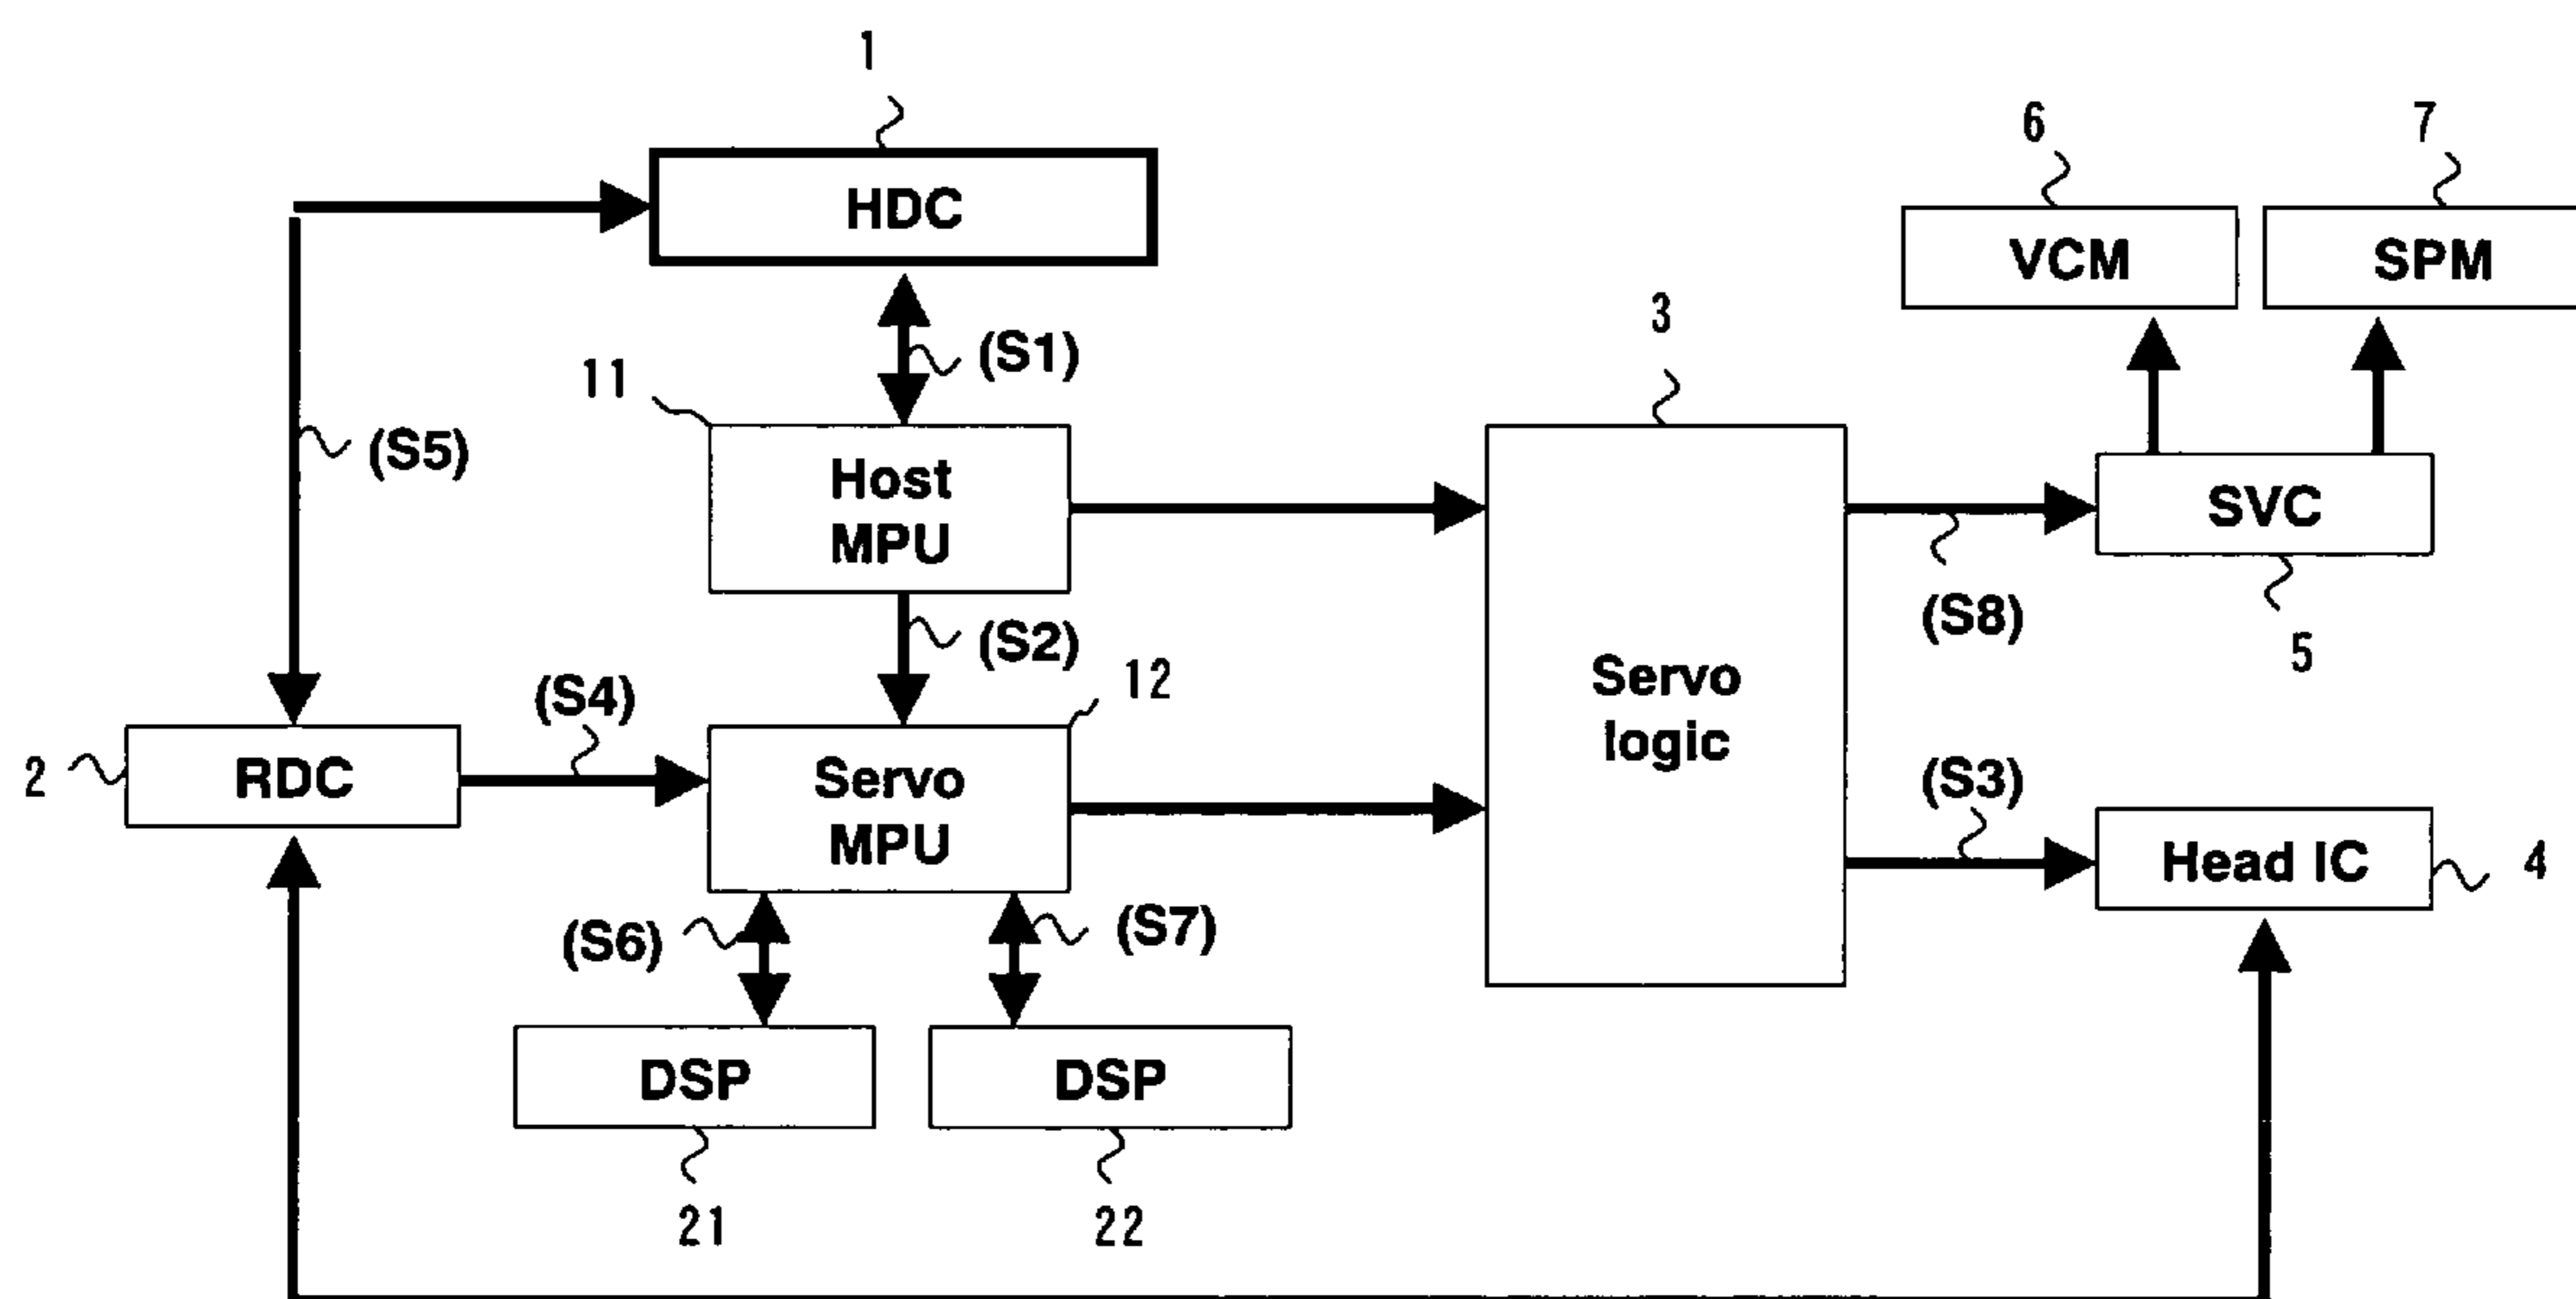 1
HDC
6
7
VCM
SPM
(S1)
3
11
(S5)
Host
MPU
SVC
(S8)
(S2)
5
12
(S4)
Servo
logic
2
RDC
Servo
MPU
(S3)
Head IC
4
(S6)
(S7)
DSP
DSP
21
22